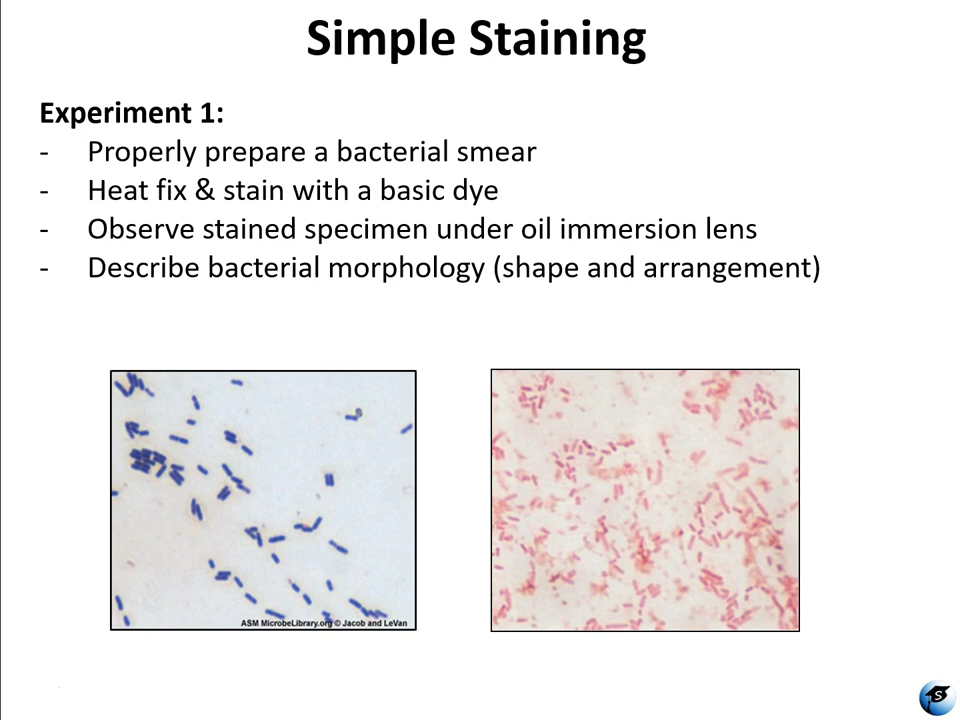 Simple Staining
Experiment 1:
- Properly prepare a bacterial smear
- Heat fix & stain with a basic dye
- Observe stained specimen under oil immersion lens
- Describe bacterial morphology (shape and arrangement)
ASM MicrobeLibrary.org © Jacob and LeVan
S